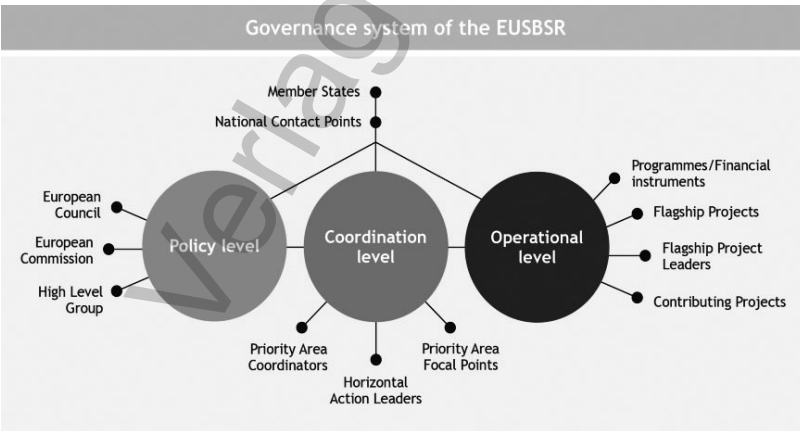 Governance system of the EUSBSR
Member States
National Contact Points
European
Council
European
Commission
High Level
Group
Policy level
Coordination
level
Operational
level
Programmes/Financial
instruments
Flagship Projects
Flagship Project
Leaders
Contributing Projects
Priority Area
Coordinators
Horizontal
Action Leaders
Priority Area
Focal Points
Verlag